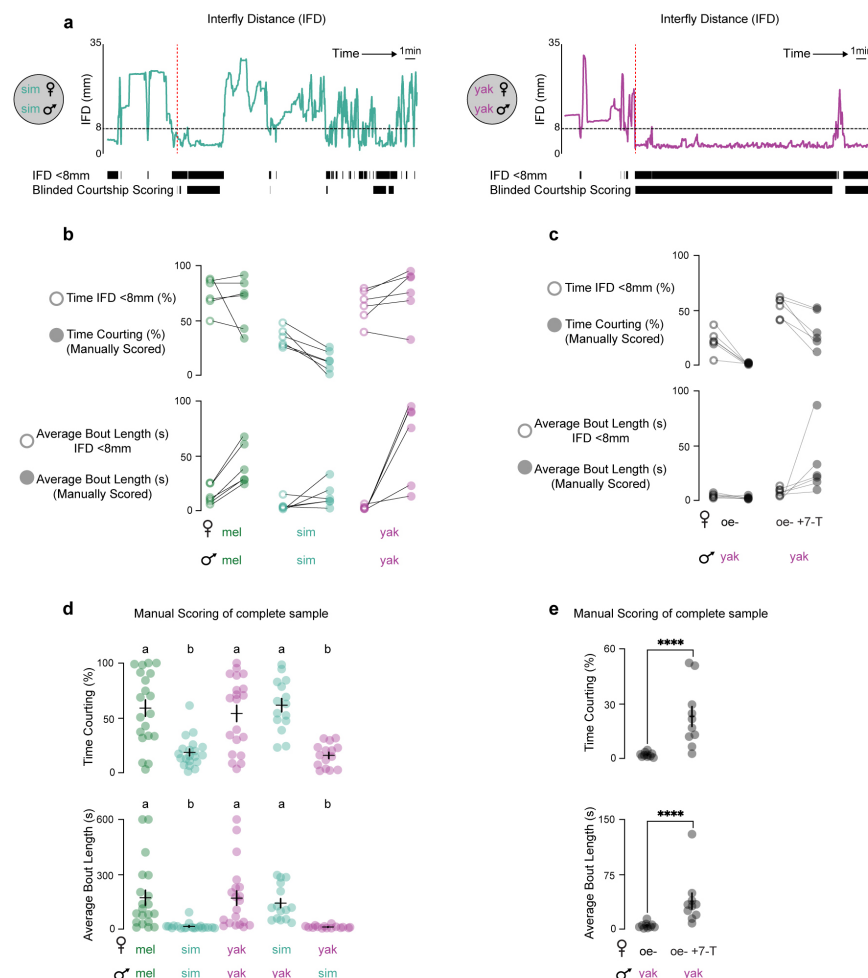 a
Interfly Distance (IFD)
35
8
0
IFD (mm)
Time
1min
sim ♀
sim ♂
IFD <8mm
Blinded Courtship Scoring
Interfly Distance (IFD)
35
8
0
IFD (mm)
Time
1min
yak ♀
yak ♂
IFD <8mm
Blinded Courtship Scoring
b
100
50
0
Time IFD <8mm (%)
Time Courting (%)
(Manually Scored)
100
50
0
Average Bout Length (s)
IFD <8mm
Average Bout Length (s)
(Manually Scored)
♀ mel sim yak
♂ mel sim yak
c
100
50
0
Time IFD <8mm (%)
Time Courting (%)
(Manually Scored)
100
50
0
Average Bout Length (s)
IFD <8mm
Average Bout Length (s)
(Manually Scored)
♀ oe- oe- +7-T
♂ yak yak
d
Manual Scoring of complete sample
a b a a b
100
50
0
Time Courting (%)
a b a a b
600
300
0
Average Bout Length (s)
♀ mel sim yak sim yak
♂ mel sim yak yak sim
e
Manual Scoring of complete sample
****
60
30
0
Time Courting (%)
****
150
75
0
Average Bout Length (s)
♀ oe- oe- +7-T
♂ yak yak